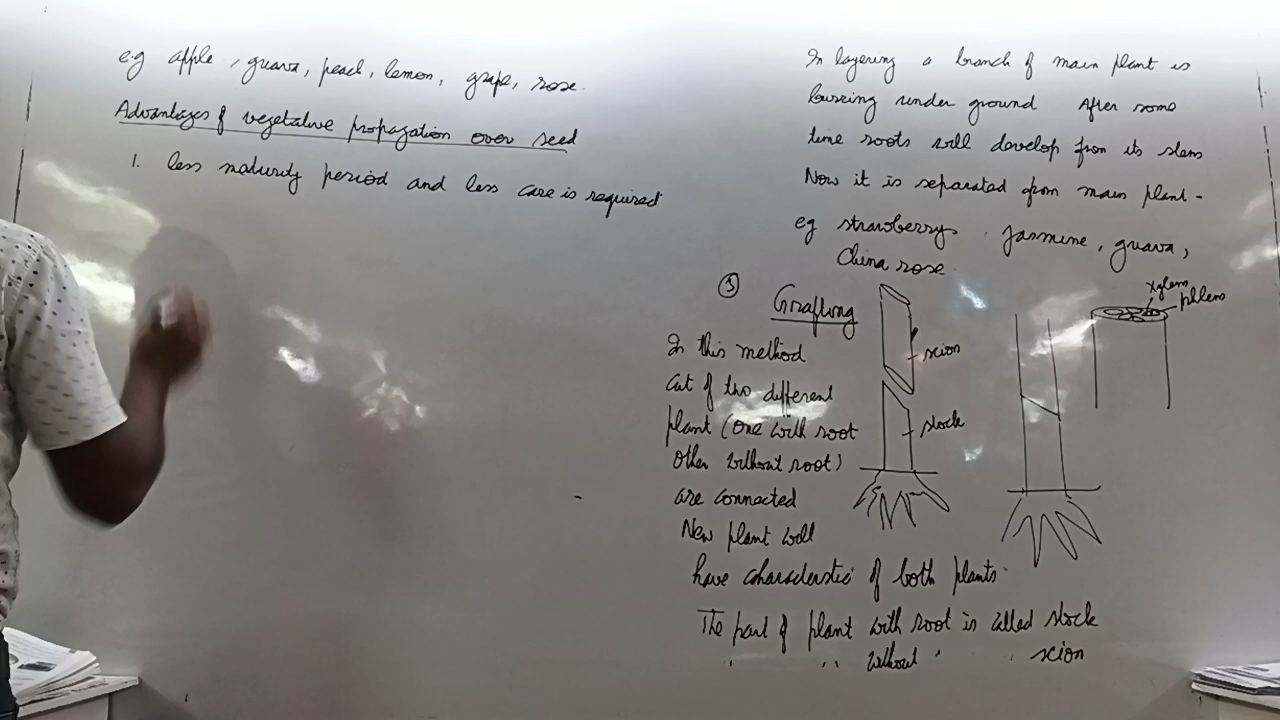 e.g apple, guava, peach, lemon, grape, rose.
Advantages of vegetative propagation over seed
1. less maturity period and less care is required
In layering a branch of main plant is
burring under ground After some
time roots will develop from its stem
Now it is separated from main plant -
eg strawberry, Jasmine, guava,
China rose
3 Grafting
In this method
cut of two different
plant (one with root
other without root)
are connected
New plant will
have characterstic of both plants.
The part of plant with root is called stock
" " without " " scion
scion
stock
xylem
phloem